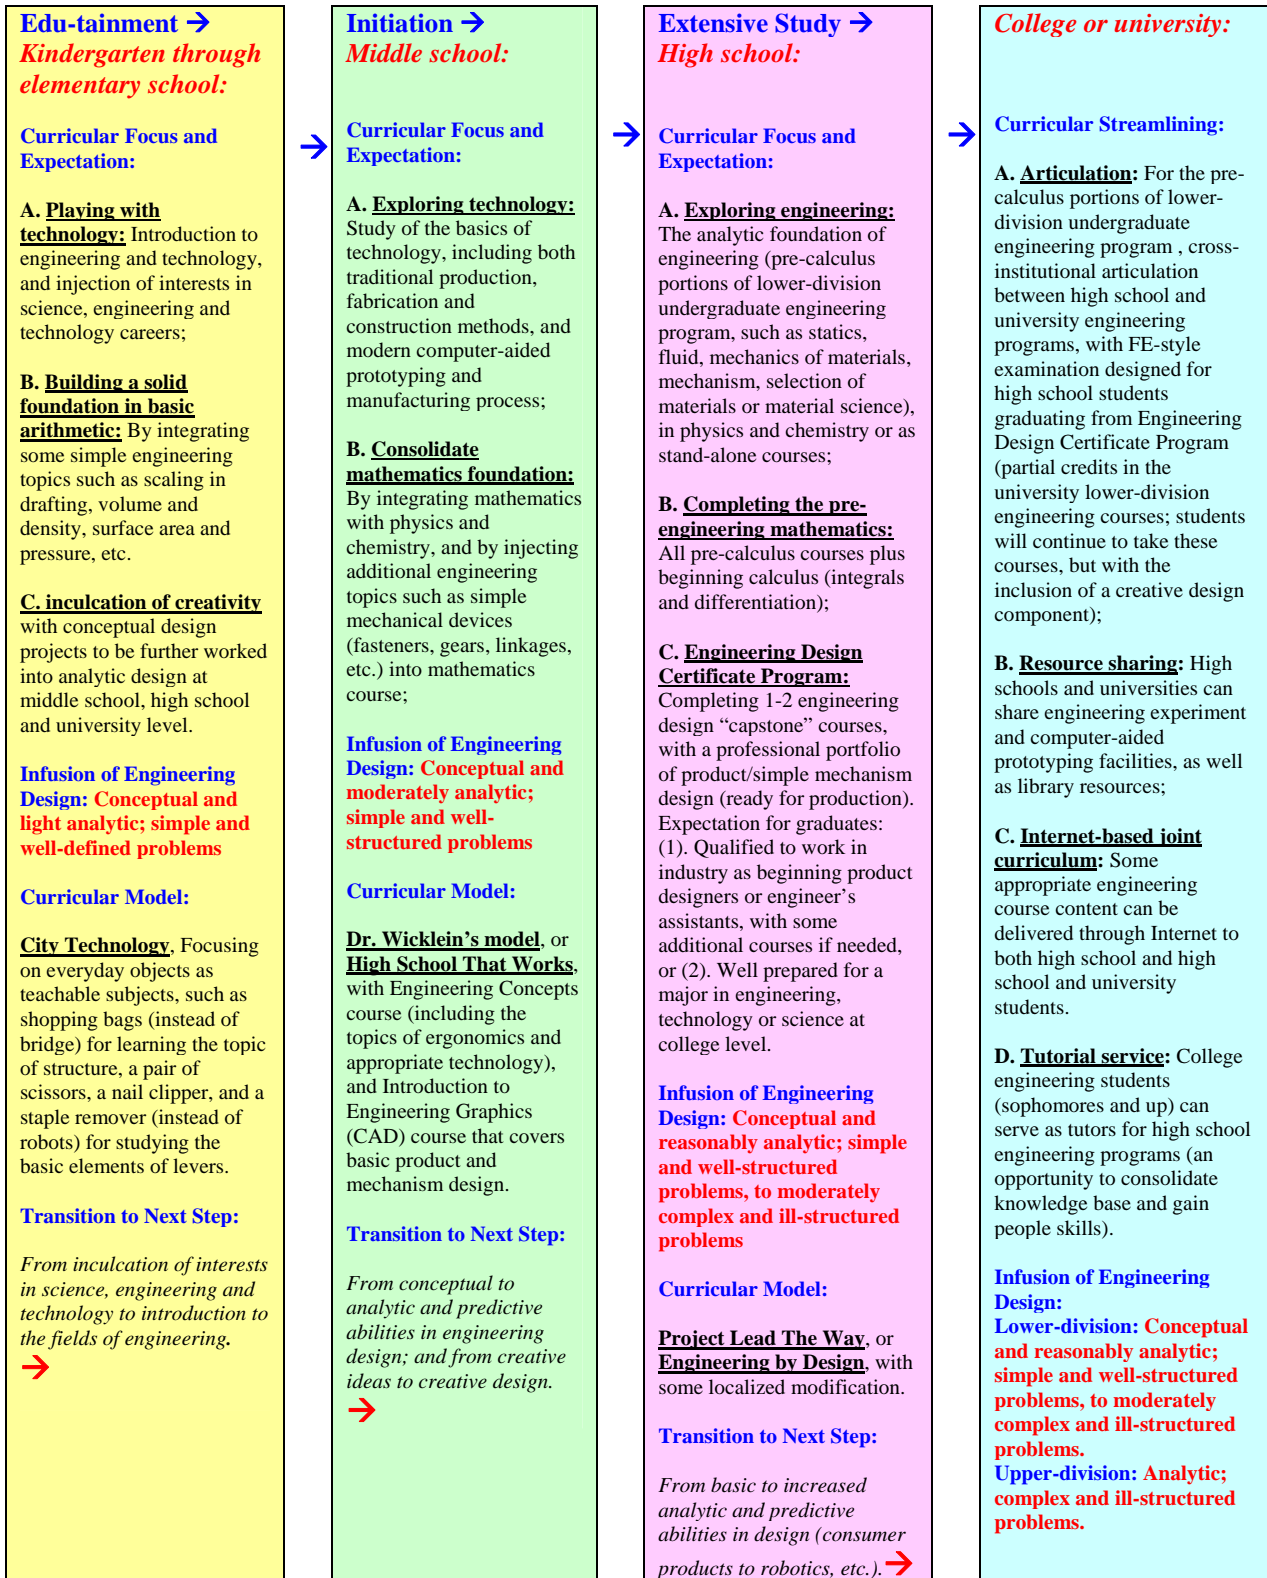 Edu-tainment →
Kindergarten through
elementary school:
Curricular Focus and
Expectation:
A. Playing with
technology: Introduction to
engineering and technology,
and injection of interests in
science, engineering and
technology careers;
B. Building a solid
foundation in basic
arithmetic: By integrating
some simple engineering
topics such as scaling in
drafting, volume and
density, surface area and
pressure, etc.
C. inculcation of creativity
with conceptual design
projects to be further worked
into analytic design at
middle school, high school
and university level.
Infusion of Engineering
Design: Conceptual and
light analytic; simple and
well-defined problems
Curricular Model:
City Technology, Focusing
on everyday objects as
teachable subjects, such as
shopping bags (instead of
bridge) for learning the topic
of structure, a pair of
scissors, a nail clipper, and a
staple remover (instead of
robots) for studying the
basic elements of levers.
Transition to Next Step:
From inculcation of interests
in science, engineering and
technology to introduction to
the fields of engineering.
→
→
Initiation →
Middle school:
Curricular Focus and
Expectation:
A. Exploring technology:
Study of the basics of
technology, including both
traditional production,
fabrication and
construction methods, and
modern computer-aided
prototyping and
manufacturing process;
B. Consolidate
mathematics foundation:
By integrating mathematics
with physics and
chemistry, and by injecting
additional engineering
topics such as simple
mechanical devices
(fasteners, gears, linkages,
etc.) into mathematics
course;
Infusion of Engineering
Design: Conceptual and
moderately analytic;
simple and well-
structured problems
Curricular Model:
Dr. Wicklein's model, or
High School That Works,
with Engineering Concepts
course (including the
topics of ergonomics and
appropriate technology),
and Introduction to
Engineering Graphics
(CAD) course that covers
basic product and
mechanism design.
Transition to Next Step:
From conceptual to
analytic and predictive
abilities in engineering
design; and from creative
ideas to creative design.
→
→
Extensive Study →
High school:
Curricular Focus and
Expectation:
A. Exploring engineering:
The analytic foundation of
engineering (pre-calculus
portions of lower-division
undergraduate engineering
program, such as statics,
fluid, mechanics of materials,
mechanism, selection of
materials or material science),
in physics and chemistry or as
stand-alone courses;
B. Completing the pre-
engineering mathematics:
All pre-calculus courses plus
beginning calculus (integrals
and differentiation);
C. Engineering Design
Certificate Program:
Completing 1-2 engineering
design “capstone” courses,
with a professional portfolio
of product/simple mechanism
design (ready for production).
Expectation for graduates:
(1). Qualified to work in
industry as beginning product
designers or engineer’s
assistants, with some
additional courses if needed,
or (2). Well prepared for a
major in engineering,
technology or science at
college level.
Infusion of Engineering
Design: Conceptual and
reasonably analytic; simple
and well-structured
problems, to moderately
complex and ill-structured
problems
Curricular Model:
Project Lead The Way, or
Engineering by Design, with
some localized modification.
Transition to Next Step:
From basic to increased
analytic and predictive
abilities in design (consumer
products to robotics, etc.). →
→
College or university:
Curricular Streamlining:
A. Articulation: For the pre-
calculus portions of lower-
division undergraduate
engineering program , cross-
institutional articulation
between high school and
university engineering
programs, with FE-style
examination designed for
high school students
graduating from Engineering
Design Certificate Program
(partial credits in the
university lower-division
engineering courses; students
will continue to take these
courses, but with the
inclusion of a creative design
component);
B. Resource sharing: High
schools and universities can
share engineering experiment
and computer-aided
prototyping facilities, as well
as library resources;
C. Internet-based joint
curriculum: Some
appropriate engineering
course content can be
delivered through Internet to
both high school and high
school and university
students.
D. Tutorial service: College
engineering students
(sophomores and up) can
serve as tutors for high school
engineering programs (an
opportunity to consolidate
knowledge base and gain
people skills).
Infusion of Engineering
Design:
Lower-division: Conceptual
and reasonably analytic;
simple and well-structured
problems, to moderately
complex and ill-structured
problems.
Upper-division: Analytic;
complex and ill-structured
problems.